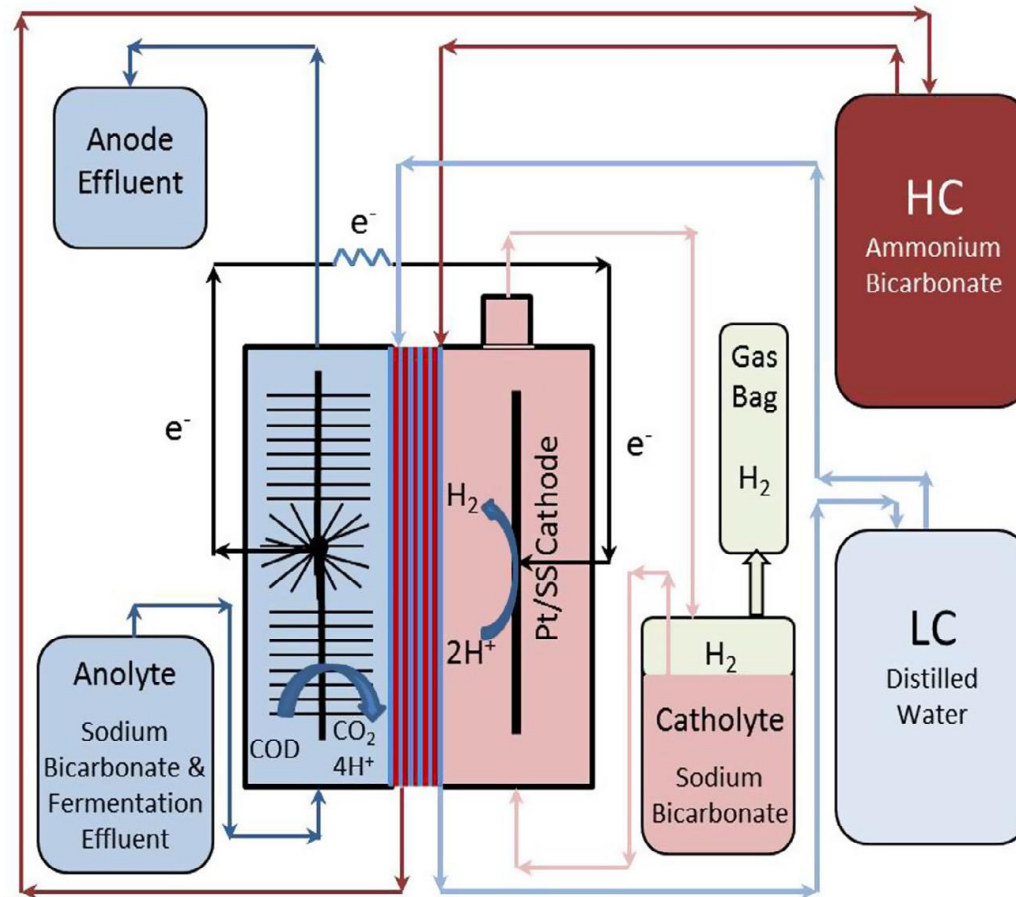 Anode
Effluent
e⁻
e⁻
e⁻
HC
Ammonium
Bicarbonate
Gas
Bag
H₂
H₂
2H⁺
Pt/SS Cathode
COD
CO₂
4H⁺
Anolyte
Sodium
Bicarbonate &
Fermentation
Effluent
H₂
Catholyte
Sodium
Bicarbonate
LC
Distilled
Water